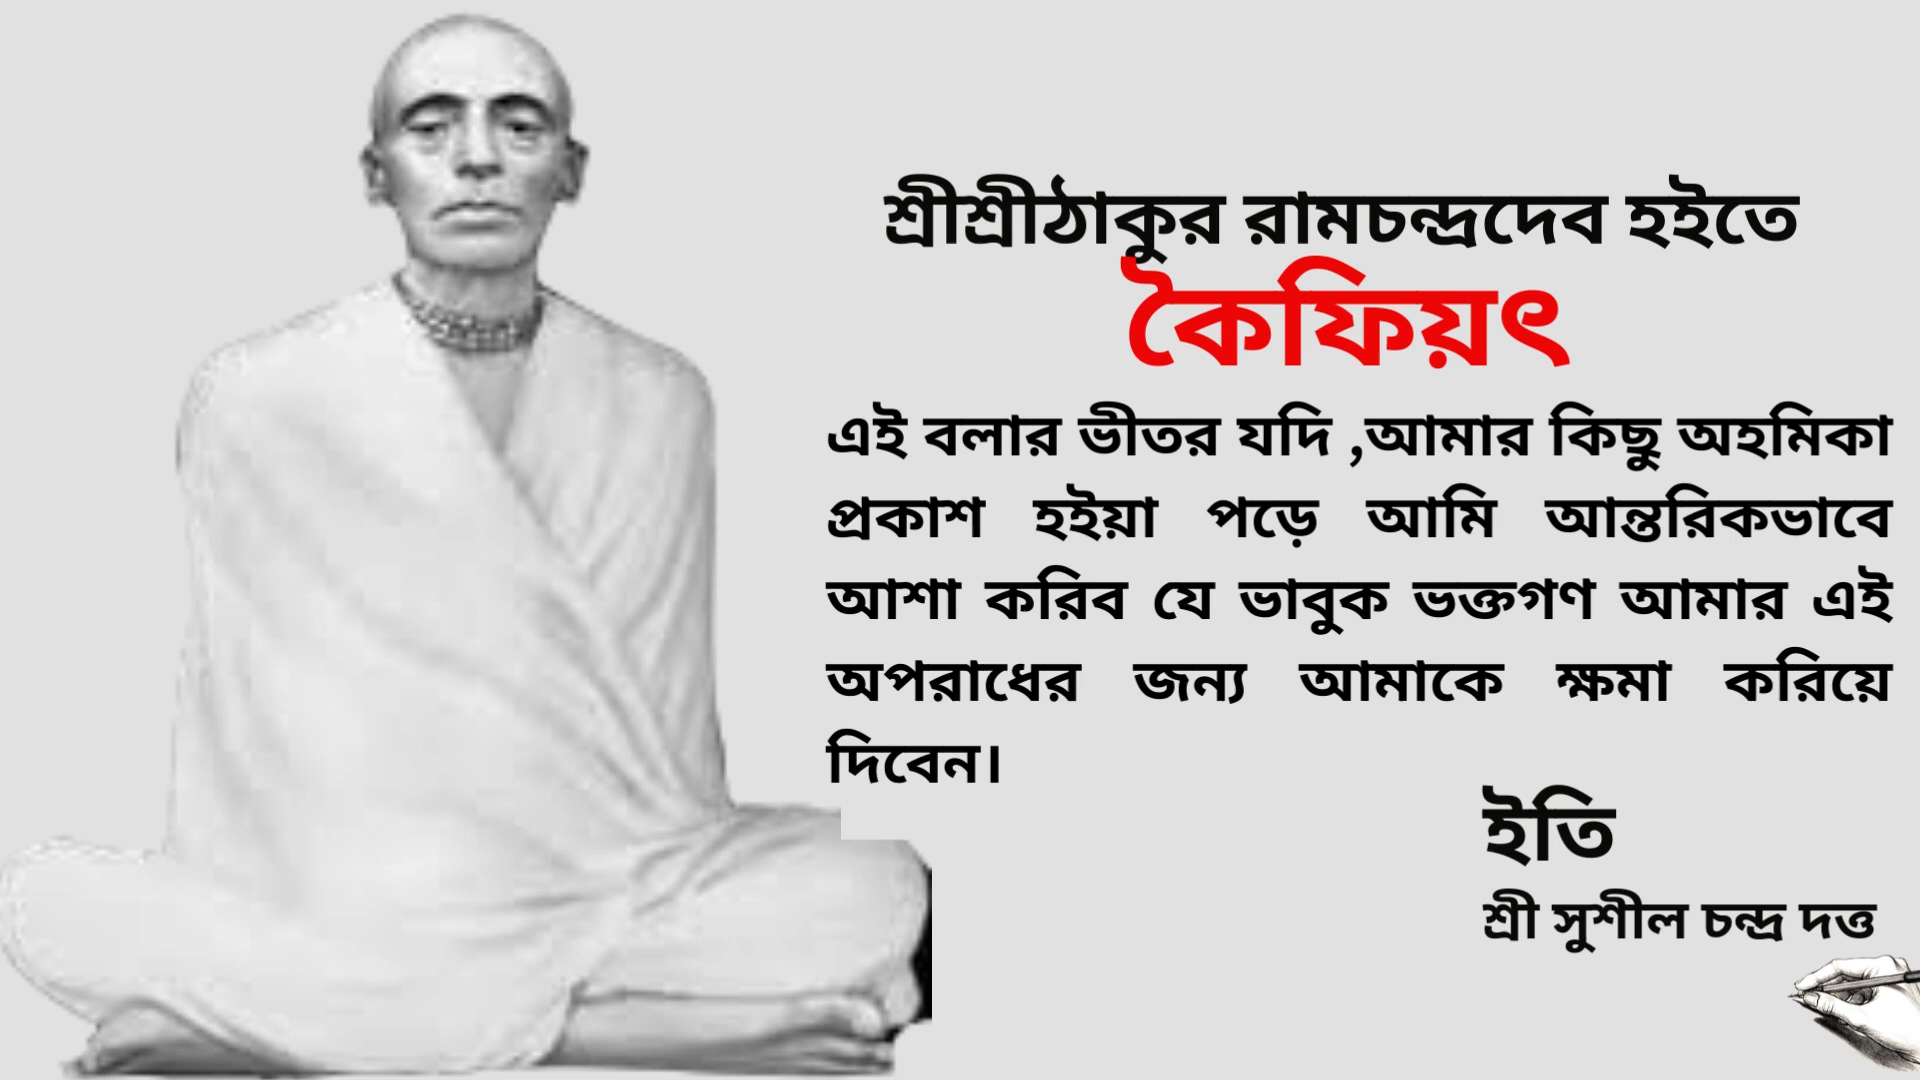 শ্রীশ্রীঠাকুর রামচন্দ্রদেব হইতে
কৈফিয়ৎ
এই বলার ভীতর যদি ,আমার কিছু অহমিকা
প্রকাশ হইয়া পড়ে আমি আন্তরিকভাবে
আশা করিব যে ভাবুক ভক্তগণ আমার এই
অপরাধের জন্য আমাকে ক্ষমা করিয়ে
দিবেন।
ইতি
শ্রী সুশীল চন্দ্র দত্ত